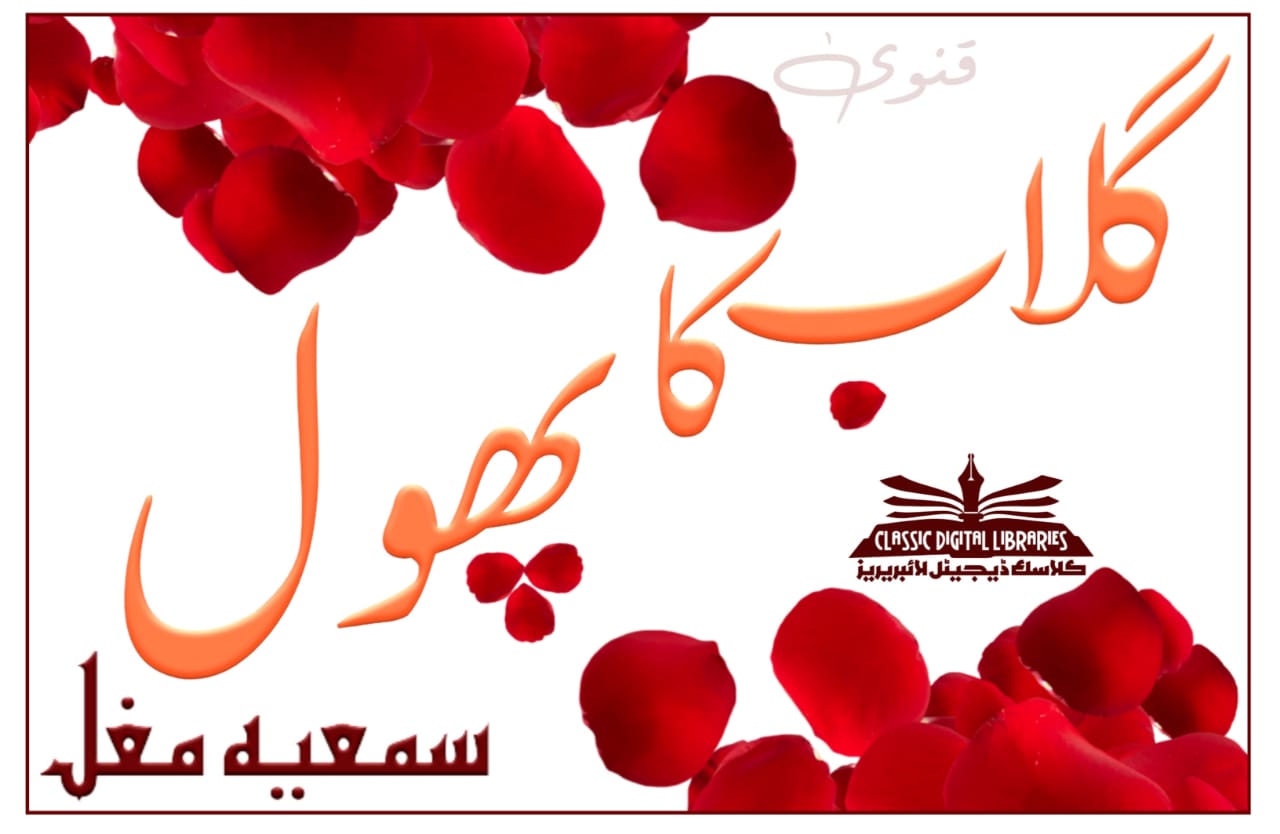 قنویٰ
گلاب کا پھول
CLASSIC DIGITAL LIBRARIES
کلاسک ڈیجیٹل لائبریریز
سمعیہ مغل